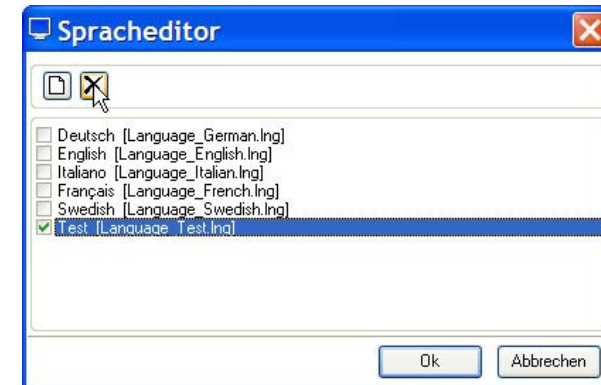 Spracheditor
Deutsch [Language_German.lng]
English [Language_English.lng]
Italiano [Language_Italian.lng]
Français [Language_French.lng]
Swedish [Language_Swedish.lng]
Test [Language_Test.lng]
Ok Abbrechen